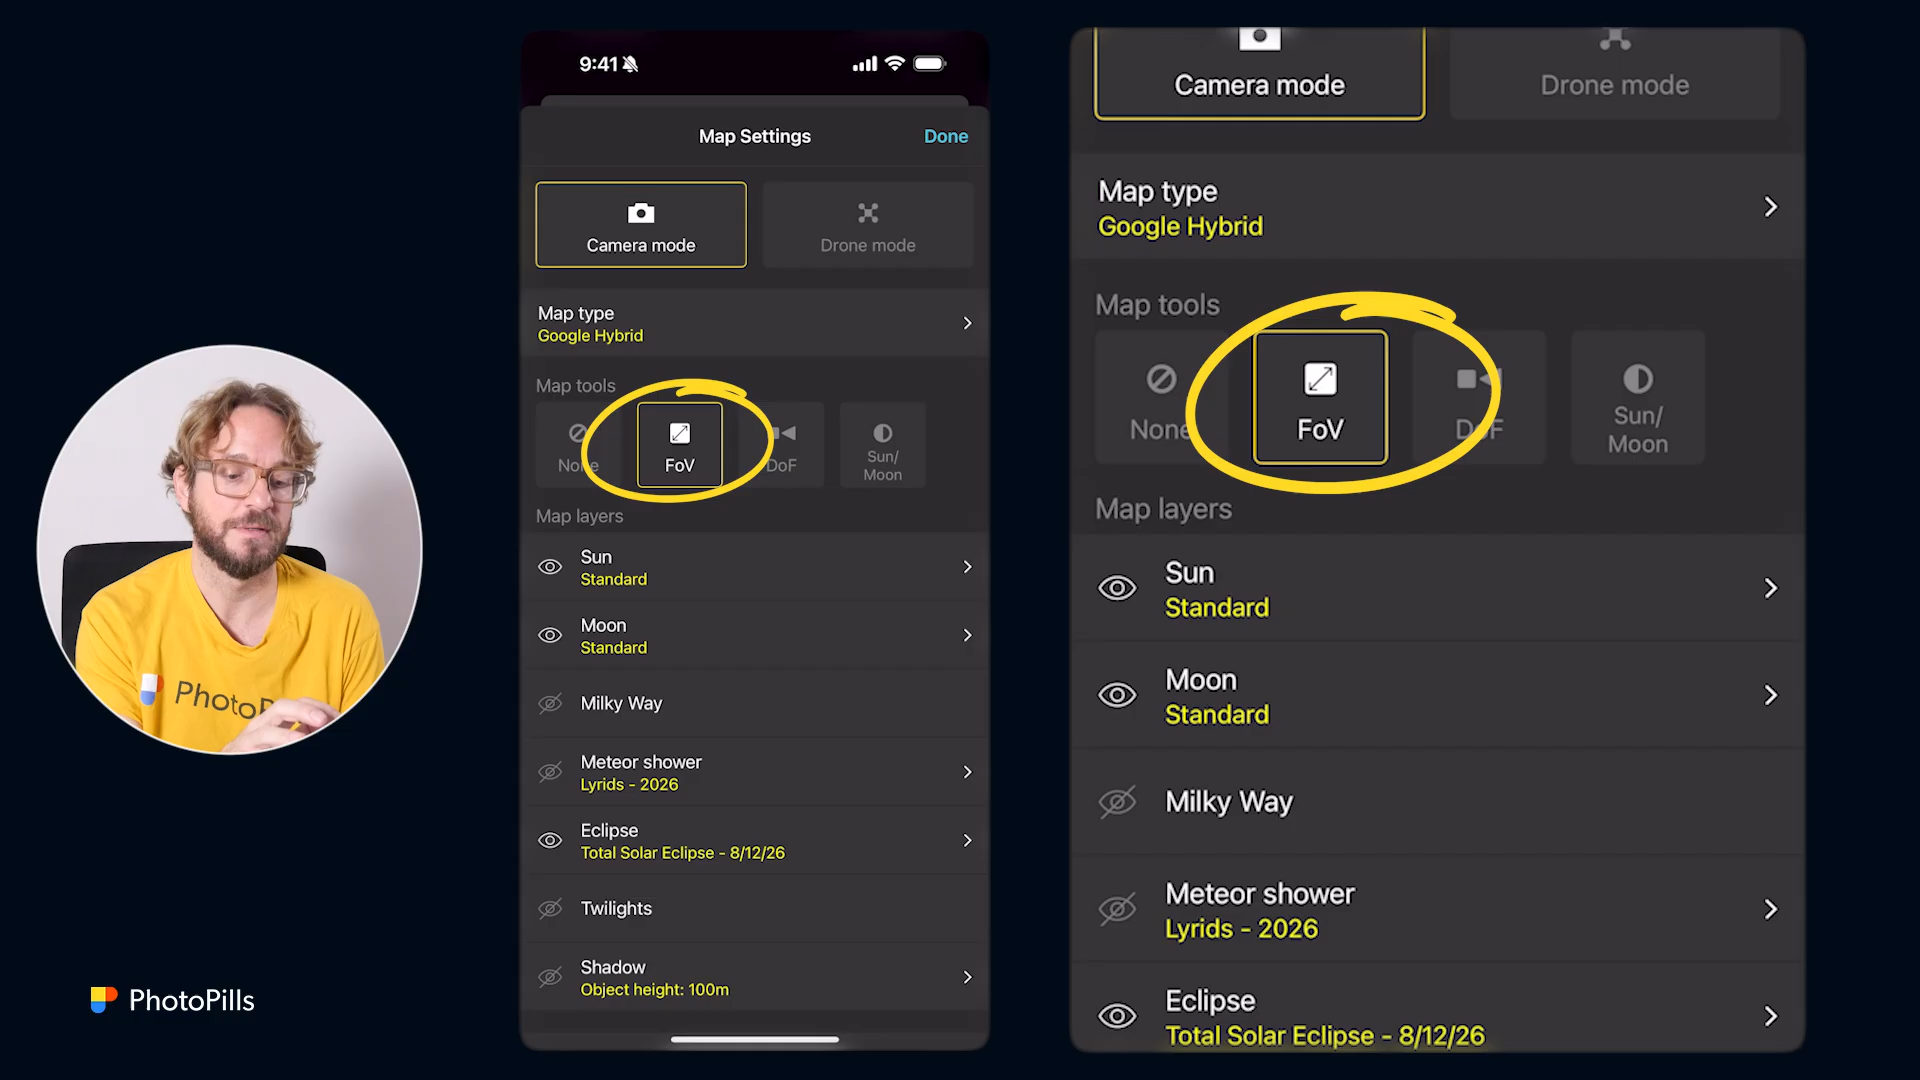 9:41
Map Settings
Done
Camera mode
Drone mode
Map type
Google Hybrid
Map tools
None
FoV
DoF
Sun/
Moon
Map layers
Sun
Standard
Moon
Standard
Milky Way
Meteor shower
Lyrids - 2026
Eclipse
Total Solar Eclipse - 8/12/26
Twilights
Shadow
Object height: 100m
Camera mode
Drone mode
Map type
Google Hybrid
Map tools
None
FoV
DoF
Sun/
Moon
Map layers
Sun
Standard
Moon
Standard
Milky Way
Meteor shower
Lyrids - 2026
Eclipse
Total Solar Eclipse - 8/12/26
PhotoP
PhotoPills